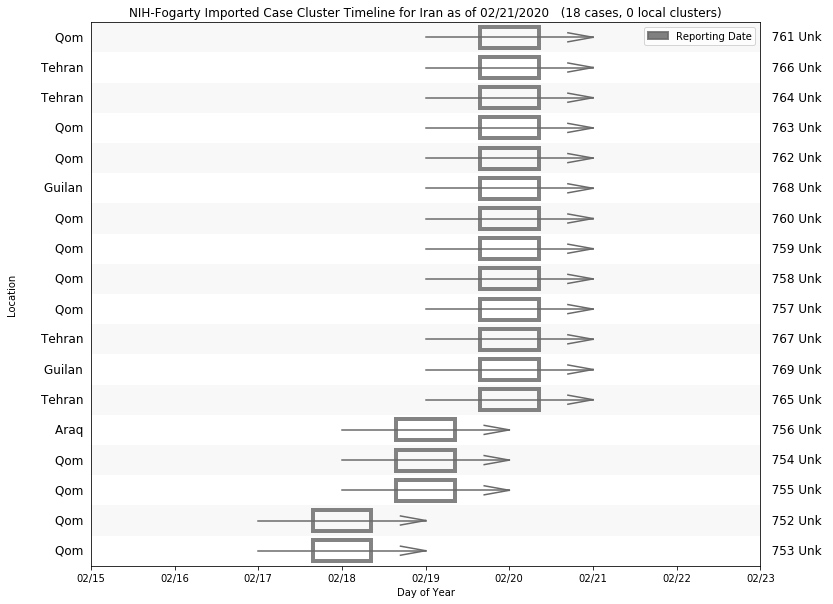 NIH-Fogarty Imported Case Cluster Timeline for Iran as of 02/21/2020   (18 cases, 0 local clusters)
Reporting Date
Qom 761 Unk
Tehran 766 Unk
Tehran 764 Unk
Qom 763 Unk
Qom 762 Unk
Guilan 768 Unk
Qom 760 Unk
Qom 759 Unk
Qom 758 Unk
Qom 757 Unk
Tehran 767 Unk
Guilan 769 Unk
Tehran 765 Unk
Araq 756 Unk
Qom 754 Unk
Qom 755 Unk
Qom 752 Unk
Qom 753 Unk
Location
02/15 02/16 02/17 02/18 02/19 02/20 02/21 02/22 02/23
Day of Year